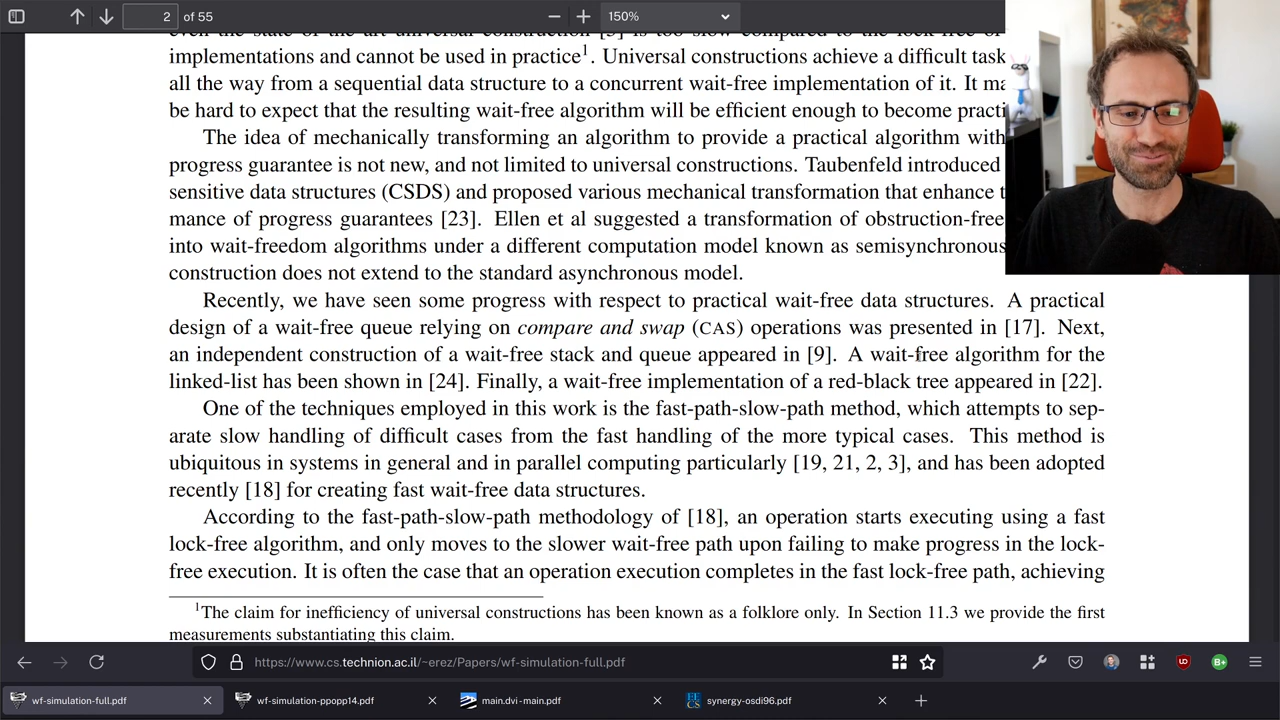 2 of 55 150%
even the state of the art universal construction [5] is too slow compared to the lock-free or
implementations and cannot be used in practice1. Universal constructions achieve a difficult task
all the way from a sequential data structure to a concurrent wait-free implementation of it. It ma
be hard to expect that the resulting wait-free algorithm will be efficient enough to become practi
The idea of mechanically transforming an algorithm to provide a practical algorithm with
progress guarantee is not new, and not limited to universal constructions. Taubenfeld introduced
sensitive data structures (CSDS) and proposed various mechanical transformation that enhance t
mance of progress guarantees [23]. Ellen et al suggested a transformation of obstruction-free
into wait-freedom algorithms under a different computation model known as semisynchronous
construction does not extend to the standard asynchronous model.
Recently, we have seen some progress with respect to practical wait-free data structures. A practical
design of a wait-free queue relying on compare and swap (CAS) operations was presented in [17]. Next,
an independent construction of a wait-free stack and queue appeared in [9]. A wait-free algorithm for the
linked-list has been shown in [24]. Finally, a wait-free implementation of a red-black tree appeared in [22].
One of the techniques employed in this work is the fast-path-slow-path method, which attempts to sep-
arate slow handling of difficult cases from the fast handling of the more typical cases. This method is
ubiquitous in systems in general and in parallel computing particularly [19, 21, 2, 3], and has been adopted
recently [18] for creating fast wait-free data structures.
According to the fast-path-slow-path methodology of [18], an operation starts executing using a fast
lock-free algorithm, and only moves to the slower wait-free path upon failing to make progress in the lock-
free execution. It is often the case that an operation execution completes in the fast lock-free path, achieving
1The claim for inefficiency of universal constructions has been known as a folklore only. In Section 11.3 we provide the first
measurements substantiating this claim.
https://www.cs.technion.ac.il/~erez/Papers/wf-simulation-full.pdf
wf-simulation-full.pdf wf-simulation-ppopp14.pdf main.dvi - main.pdf synergy-osdi96.pdf